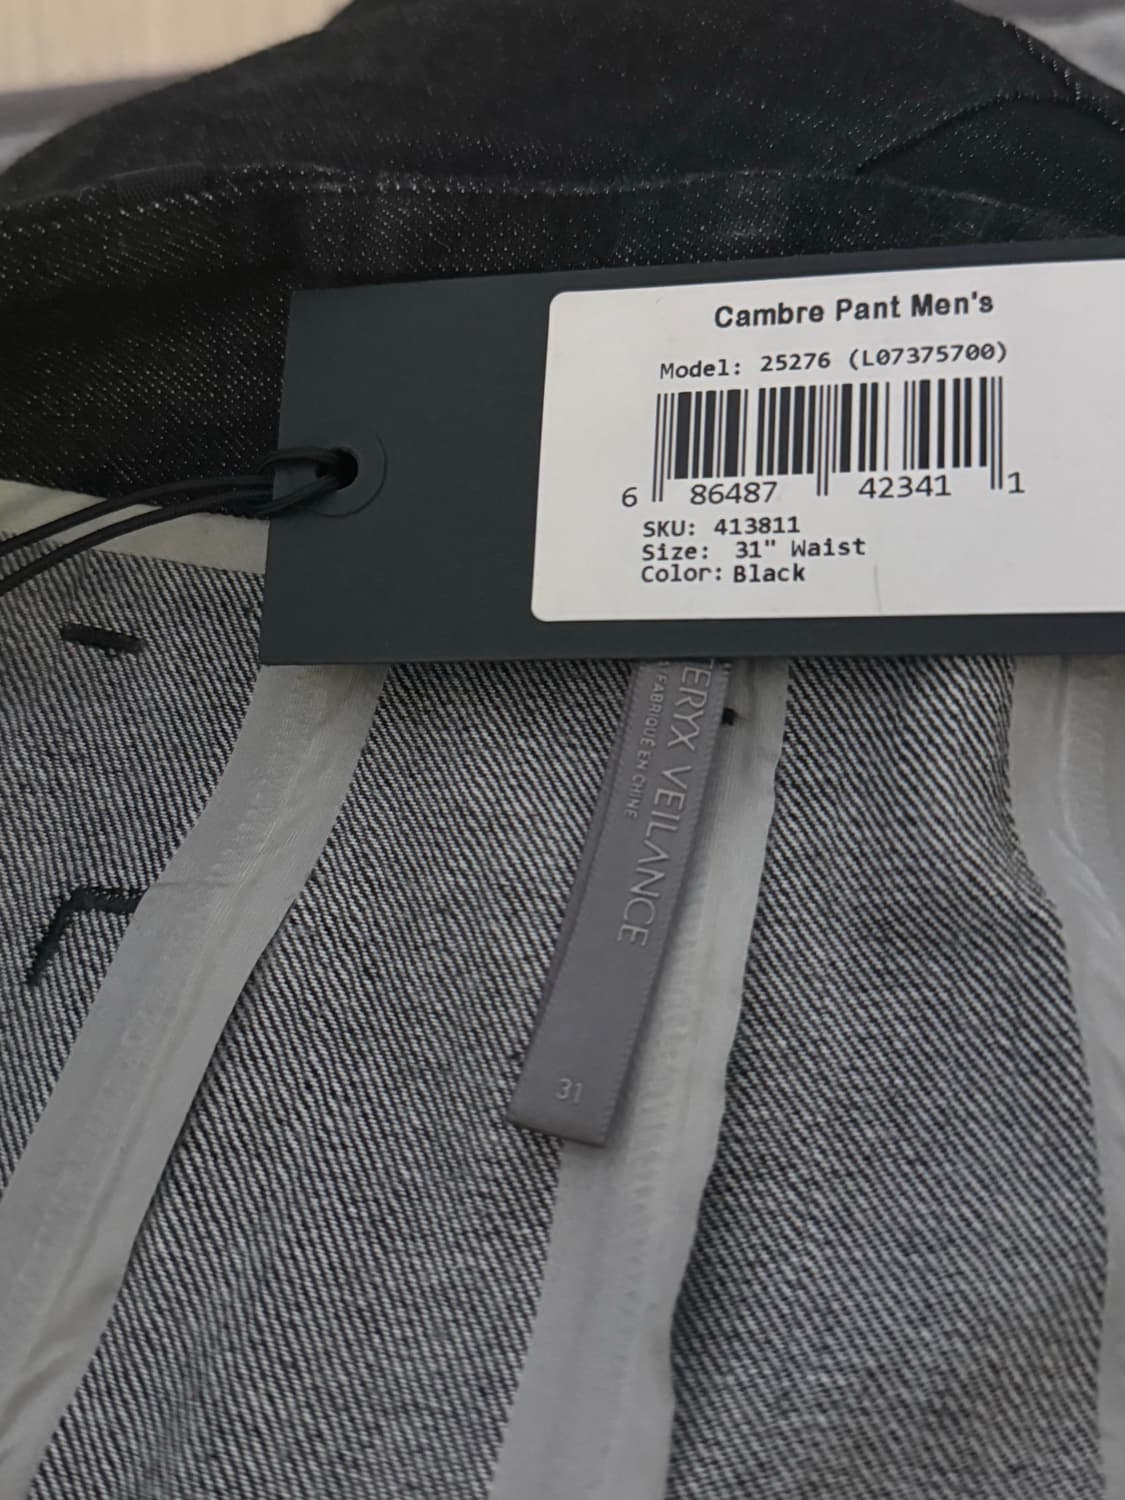 Cambre Pant Men's
Model: 25276 (L07375700)
6 86487 42341 1
SKU: 413811
Size: 31" Waist
Color: Black
TERYX VEILANCE
FABRIQUÉ EN CHINE
31